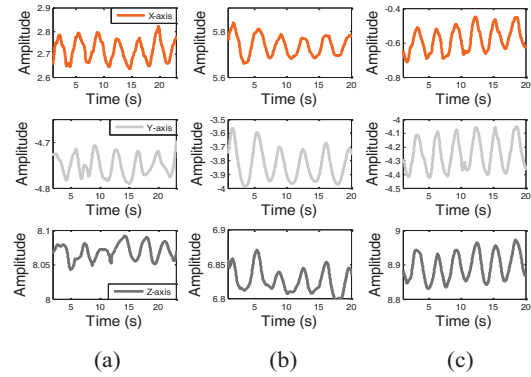 2.9
2.8
2.7
2.6
Amplitude
X-axis
5 10 15 20
Time (s)
5.8
5.6
Amplitude
5 10 15 20
Time (s)
-0.4
-0.6
-0.8
Amplitude
5 10 15 20
Time (s)
-4.7
-4.8
Amplitude
Y-axis
5 10 15 20
Time (s)
-3.5
-3.6
-3.7
-3.8
-3.9
-4
Amplitude
5 10 15 20
Time (s)
-4
-4.1
-4.2
-4.3
-4.4
-4.5
Amplitude
5 10 15 20
Time (s)
8.1
8.05
8
Amplitude
Z-axis
5 10 15 20
Time (s)
6.9
6.85
6.8
Amplitude
5 10 15 20
Time (s)
9
8.9
8.8
Amplitude
5 10 15 20
Time (s)
(a) (b) (c)